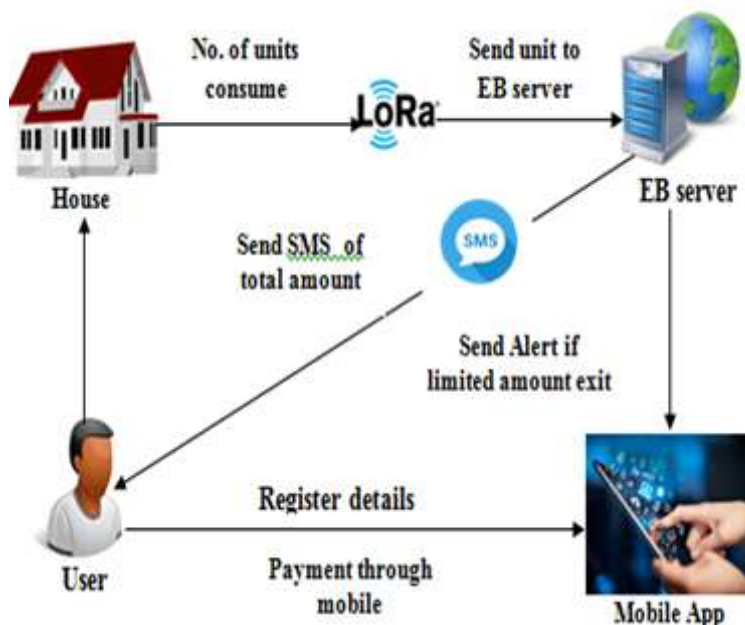 No. of units
consume
Send unit to
EB server
LoRa
House
EB server
SMS
Send SMS of
total amount
Send Alert if
limited amount exit
Register details
User
Payment through
mobile
Mobile App